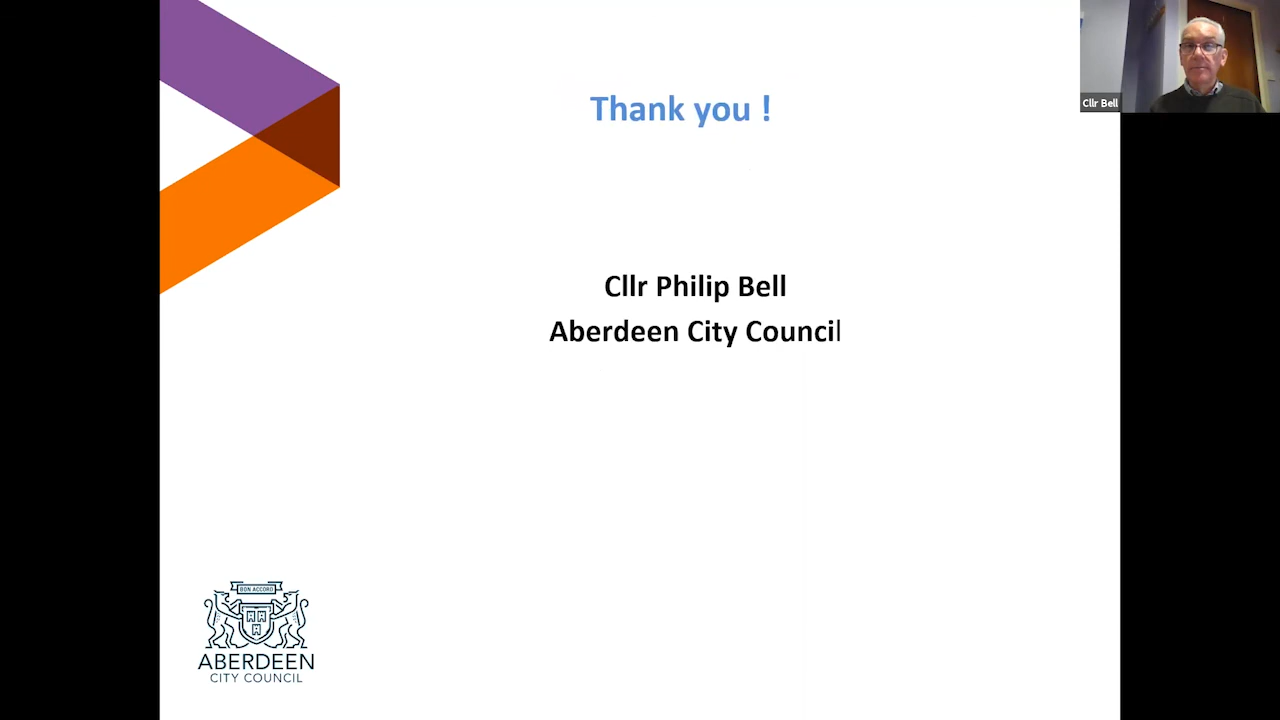 Thank you !
Cllr Bell
Cllr Philip Bell
Aberdeen City Council
BON ACCORD
ABERDEEN
CITY COUNCIL